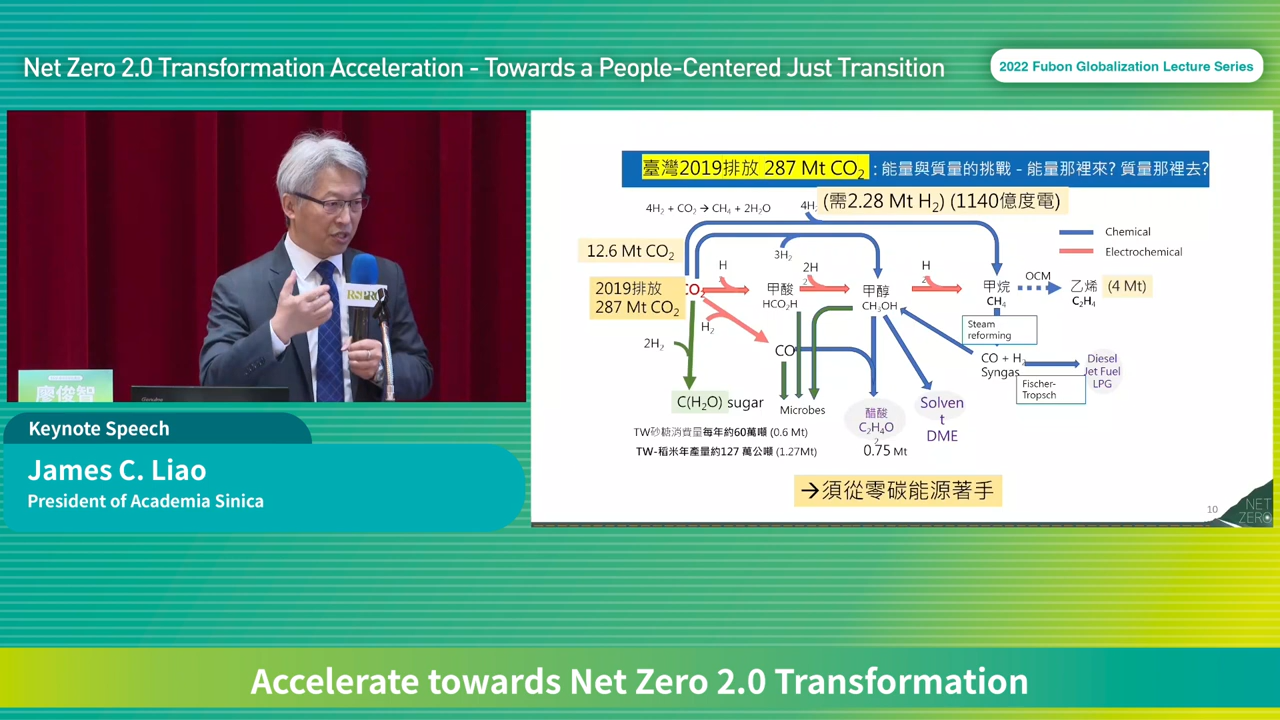 Net Zero 2.0 Transformation Acceleration - Towards a People-Centered Just Transition
2022 Fubon Globalization Lecture Series
廖俊智
Keynote Speech
James C. Liao
President of Academia Sinica
臺灣2019排放 287 Mt CO₂ : 能量與質量的挑戰 - 能量那裡來? 質量那裡去?
4H₂ + CO₂ → CH₄ + 2H₂O
4H₂
(需2.28 Mt H₂) (1140億度電)
Chemical
Electrochemical
12.6 Mt CO₂
3H₂
2019排放
287 Mt CO₂
CO₂
H₂
甲酸
HCO₂H
2H₂
甲醇
CH₃OH
H₂
甲烷
CH₄
OCM
乙烯
C₂H₄
(4 Mt)
H₂
2H₂
CO
Steam
reforming
CO + H₂
Syngas
Fischer-
Tropsch
Diesel
Jet Fuel
LPG
C(H₂O) sugar
Microbes
醋酸
C₂H₄O
2
0.75 Mt
Solven
t
DME
TW砂糖消費量每年約60萬噸 (0.6 Mt)
TW-稻米年產量約127 萬公噸 (1.27Mt)
→須從零碳能源著手
10
NET
ZERO
Accelerate towards Net Zero 2.0 Transformation